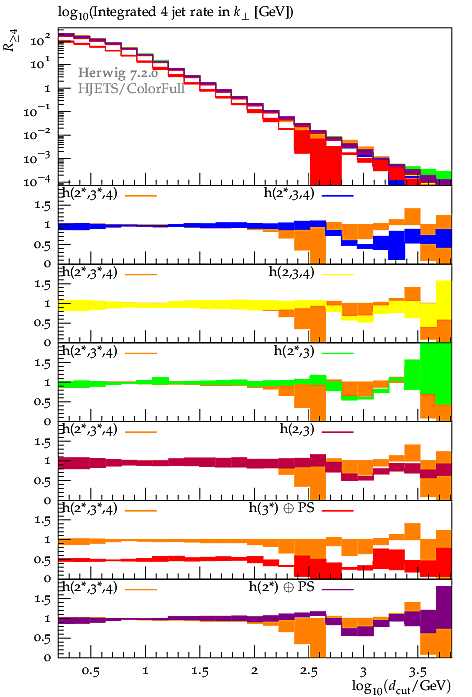 log₁₀(Integrated 4 jet rate in k⊥ [GeV])
R≥4
10²
10¹
1
10⁻¹
10⁻²
10⁻³
10⁻⁴
Herwig 7.2.0
HJETS/ColorFull
h(2*,3*,4) h(2*,3,4)
1.5
1
0.5
0
h(2*,3*,4) h(2,3,4)
1.5
1
0.5
0
h(2*,3*,4) h(2*,3)
1.5
1
0.5
0
h(2*,3*,4) h(2,3)
1.5
1
0.5
0
h(2*,3*,4) h(3*) ⊕ PS
1.5
1
0.5
0
h(2*,3*,4) h(2*) ⊕ PS
1.5
1
0.5
0
0.5 1 1.5 2 2.5 3 3.5
log₁₀(d_cut/GeV)